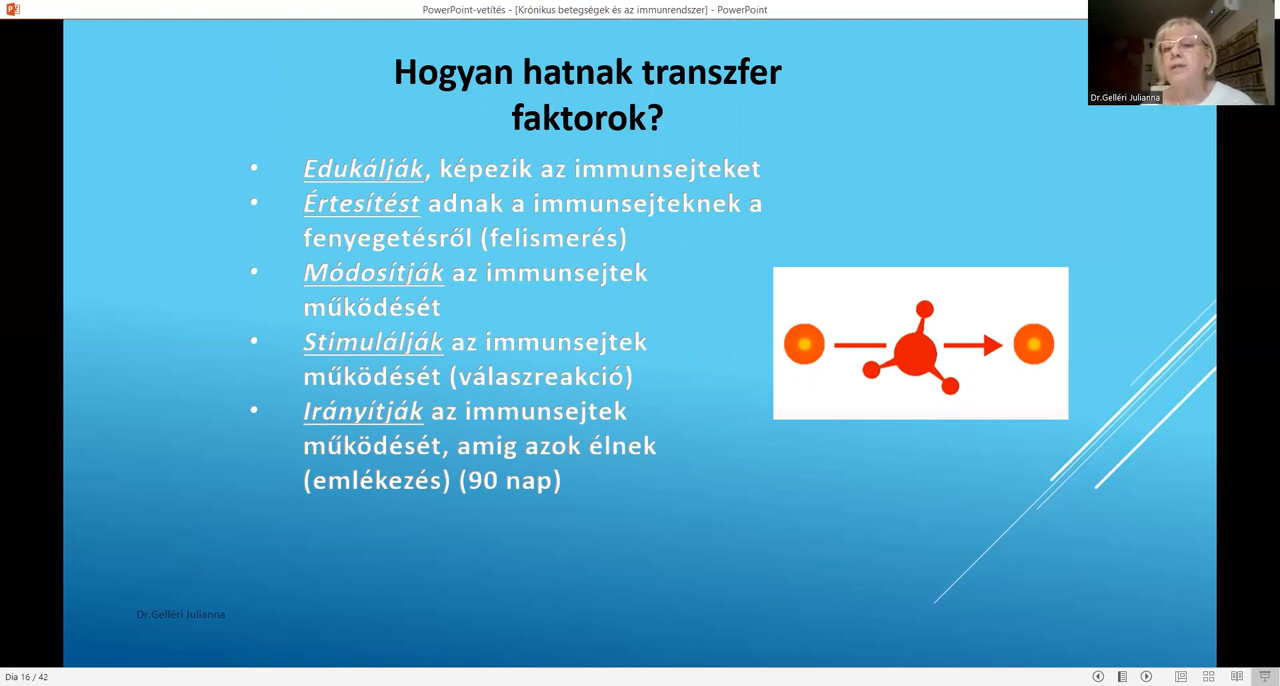 PowerPoint-vetítés - [Krónikus betegségek és az immunrendszer] - PowerPoint
Dr.Gelléri Julianna
Hogyan hatnak transzfer
faktorok?
• Edukálják, képezik az immunsejteket
• Értesítést adnak a immunsejteknek a
fenyegetésről (felismerés)
• Módosítják az immunsejtek
működését
• Stimulálják az immunsejtek
működését (válaszreakció)
• Irányítják az immunsejtek
működését, amig azok élnek
(emlékezés) (90 nap)
Dr.Gelléri Julianna
Dia 16 / 42